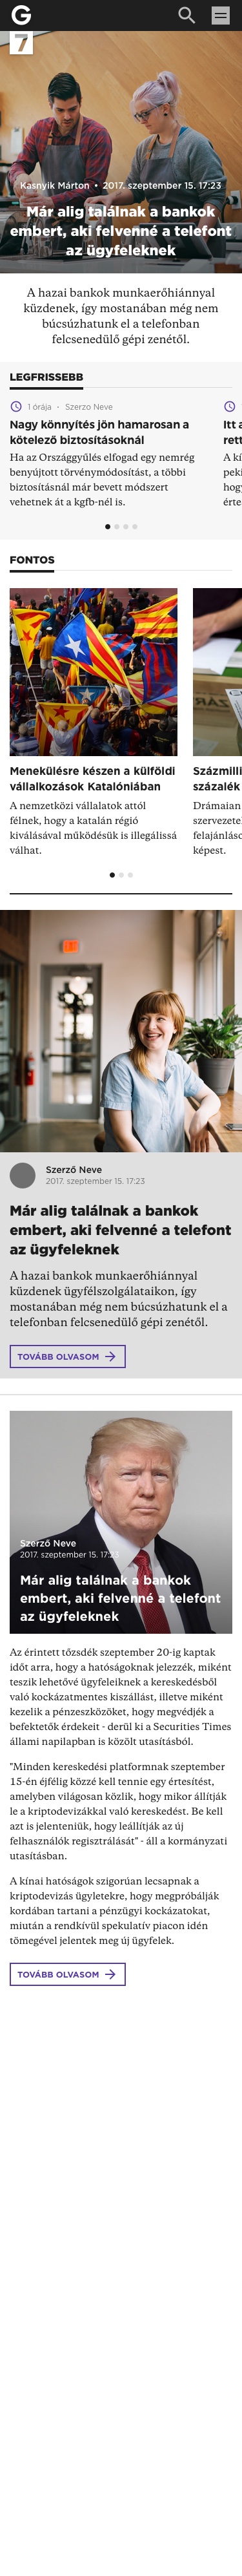 G
7
Kasnyik Márton • 2017. szeptember 15. 17:23
Már alig találnak a bankok
embert, aki felvenné a telefont
az ügyfeleknek
A hazai bankok munkaerőhiánnyal
küzdenek, így mostanában még nem
búcsúzhatunk el a telefonban
felcsenedülő gépi zenétől.
LEGFRISSEBB
1 órája · Szerzo Neve
Nagy könnyítés jön hamarosan a
kötelező biztosításoknál
Ha az Országgyűlés elfogad egy nemrég
benyújtott törvénymódosítást, a többi
biztosításnál már bevett módszert
vehetnek át a kgfb-nél is.
Itt a
rett
A kí
peki
hogy
érte
FONTOS
Menekülésre készen a külföldi
vállalkozások Katalóniában
A nemzetközi vállalatok attól
félnek, hogy a katalán régió
kiválásával működésük is illegálissá
válhat.
Százmilli
százalék
Drámaian
szervezete
felajánláso
képest.
Szerző Neve
2017. szeptember 15. 17:23
Már alig találnak a bankok
embert, aki felvenné a telefont
az ügyfeleknek
A hazai bankok munkaerőhiánnyal
küzdenek ügyfélszolgálataikon, így
mostanában még nem búcsúzhatunk el a
telefonban felcsenedülő gépi zenétől.
TOVÁBB OLVASOM
Szerző Neve
2017. szeptember 15. 17:23
Már alig találnak a bankok
embert, aki felvenné a telefont
az ügyfeleknek
Az érintett tőzsdék szeptember 20-ig kaptak
időt arra, hogy a hatóságoknak jelezzék, miként
teszik lehetővé ügyfeleiknek a kereskedésből
való kockázatmentes kiszállást, illetve miként
kezelik a pénzeszközöket, hogy megvédjék a
befektetők érdekeit - derül ki a Securities Times
állami napilapban is közölt utasításból.
"Minden kereskedési platformnak szeptember
15-én éjfélig közzé kell tennie egy értesítést,
amelyben világosan közlik, hogy mikor állítják
le a kriptodevizákkal való kereskedést. Be kell
azt is jelenteniük, hogy leállítják az új
felhasználók regisztrálását" - áll a kormányzati
utasításban.
A kínai hatóságok szigorúan lecsapnak a
kriptodevizás ügyletekre, hogy megpróbálják
kordában tartani a pénzügyi kockázatokat,
miután a rendkívül spekulatív piacon idén
tömegével jelentek meg új ügyfelek.
TOVÁBB OLVASOM